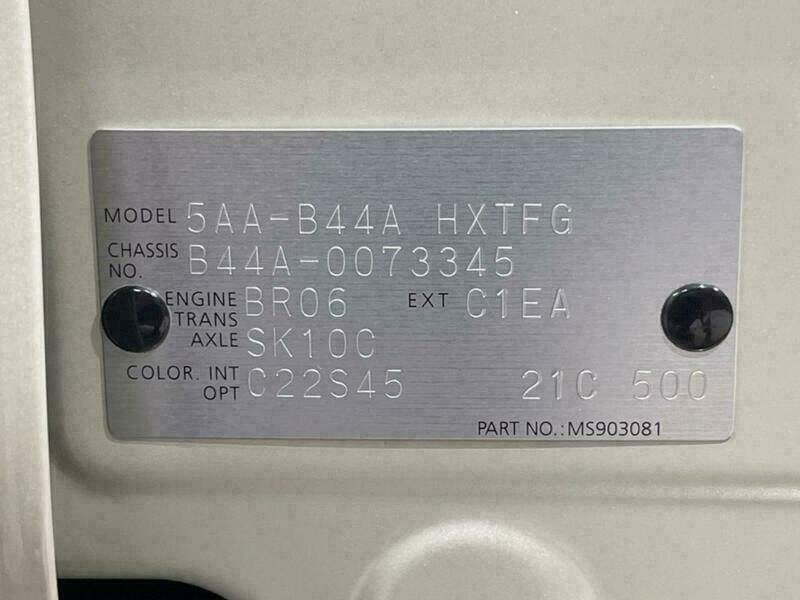 MODEL 5AA-B44A HXTFG
CHASSIS NO. B44A-0073345
ENGINE BR06 EXT C1EA
TRANS AXLE SK10C
COLOR. INT OPT C22S45 21C 500
PART NO.:MS903081